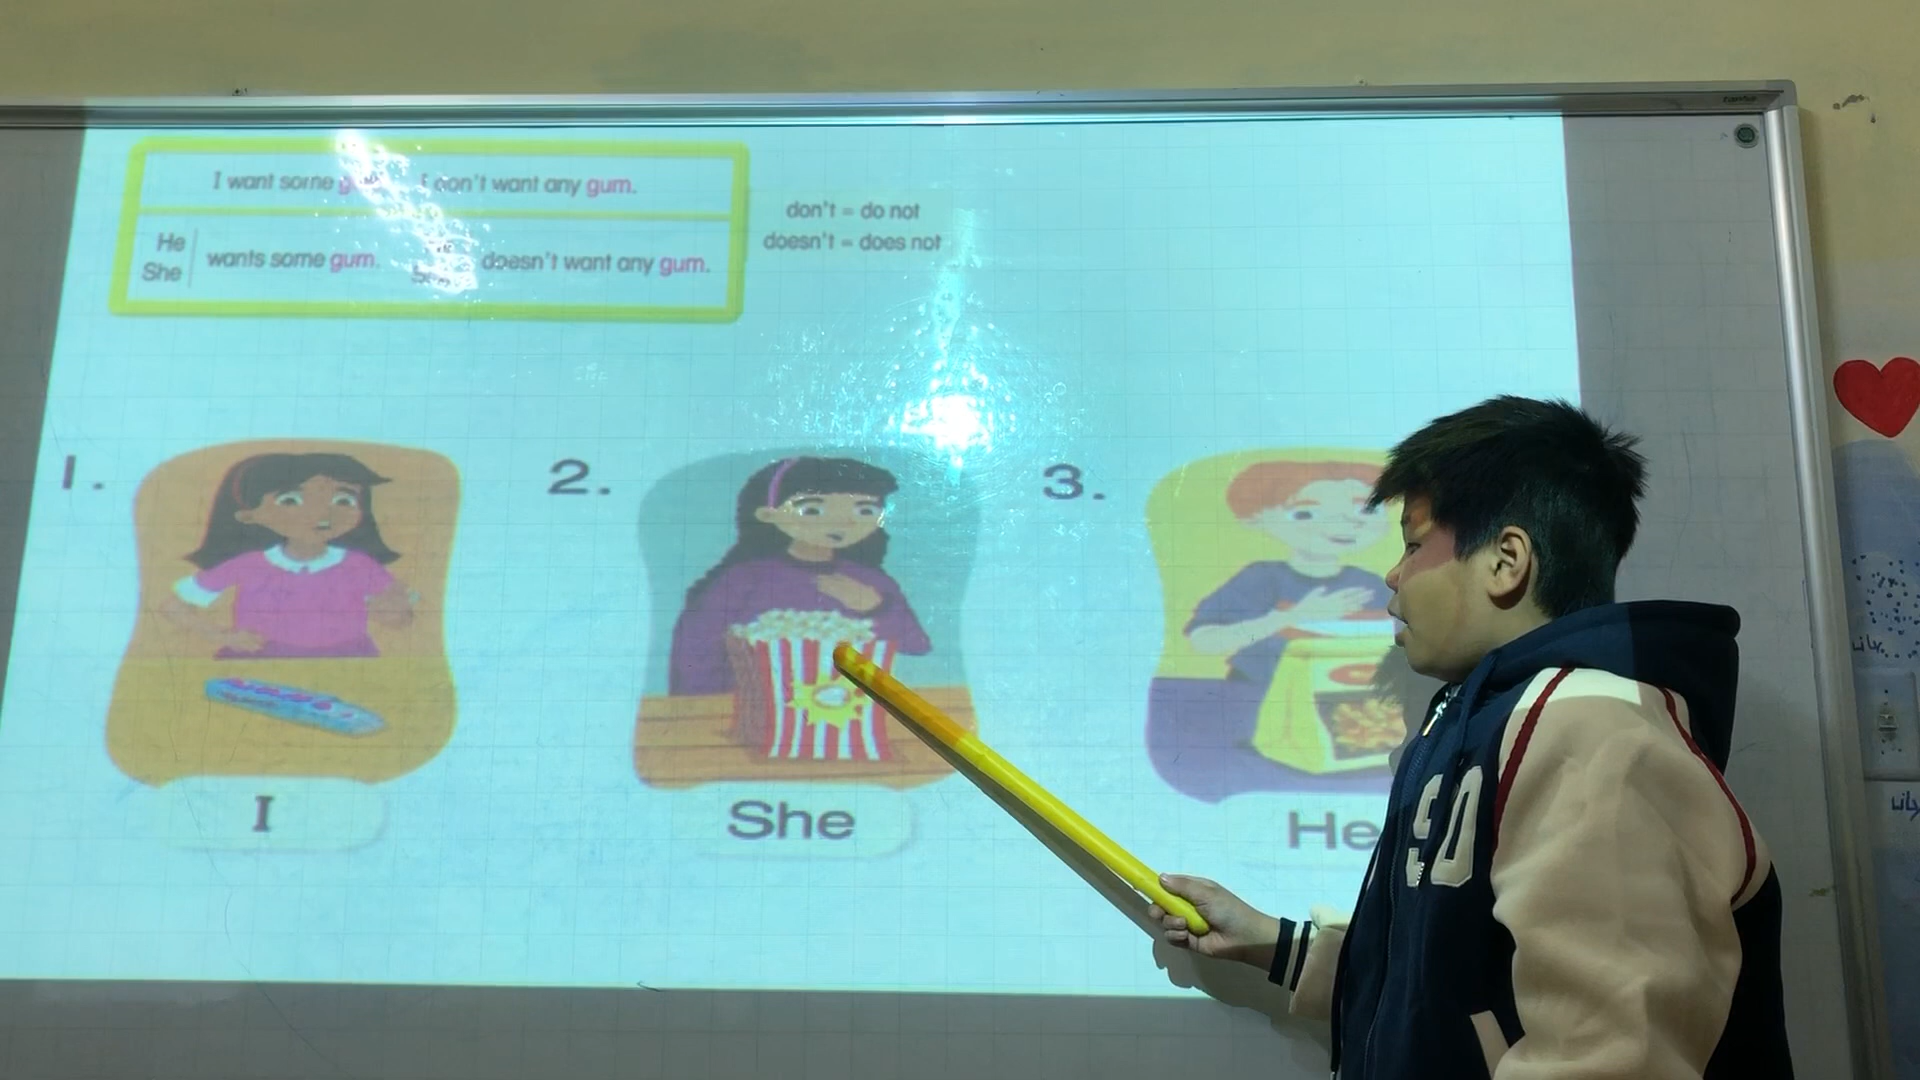 I want some I don't want any gum.
don't = do not
doesn't = does not
He
She
wants some gum. doesn't want any gum.
1.
2.
3.
I
She
He
Lily